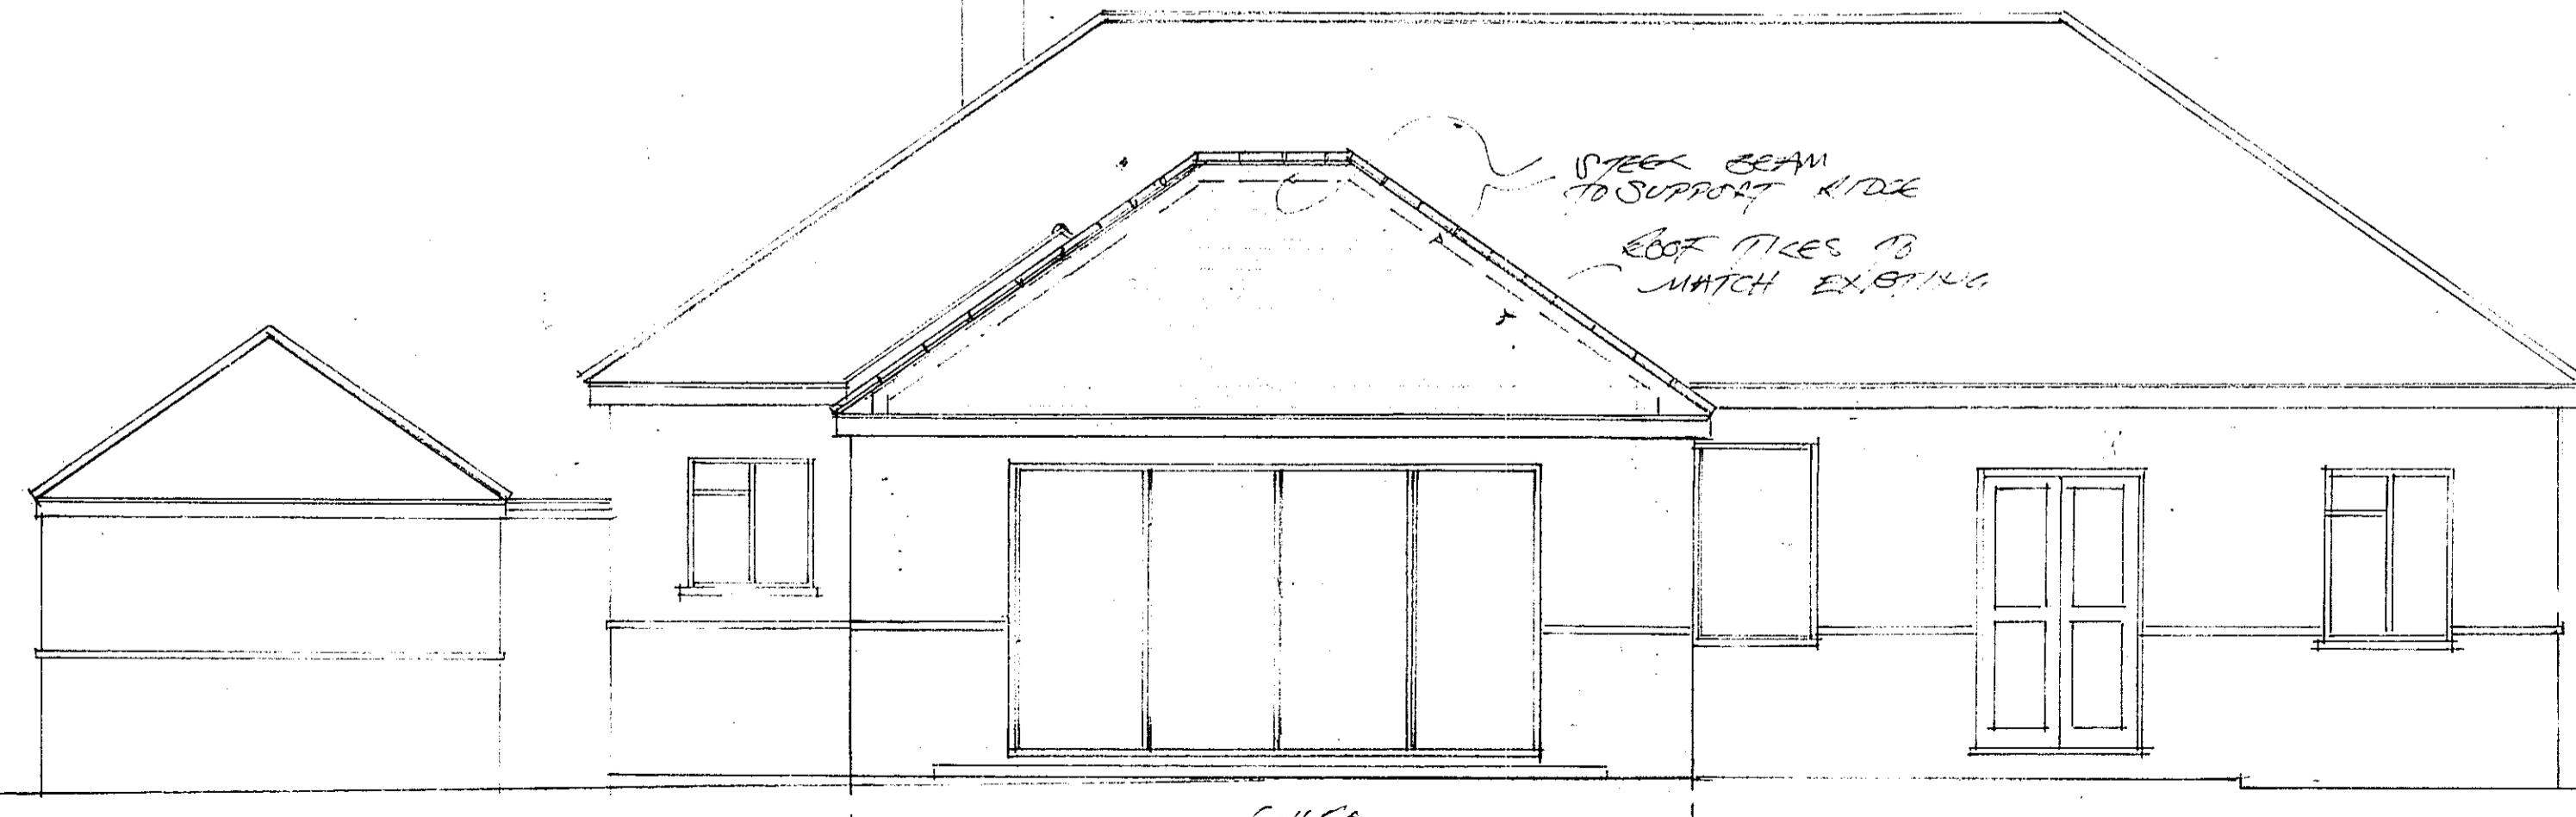 STEEL BEAM
TO SUPPORT RIDGE
ROOF TILES TO
MATCH EXISTING